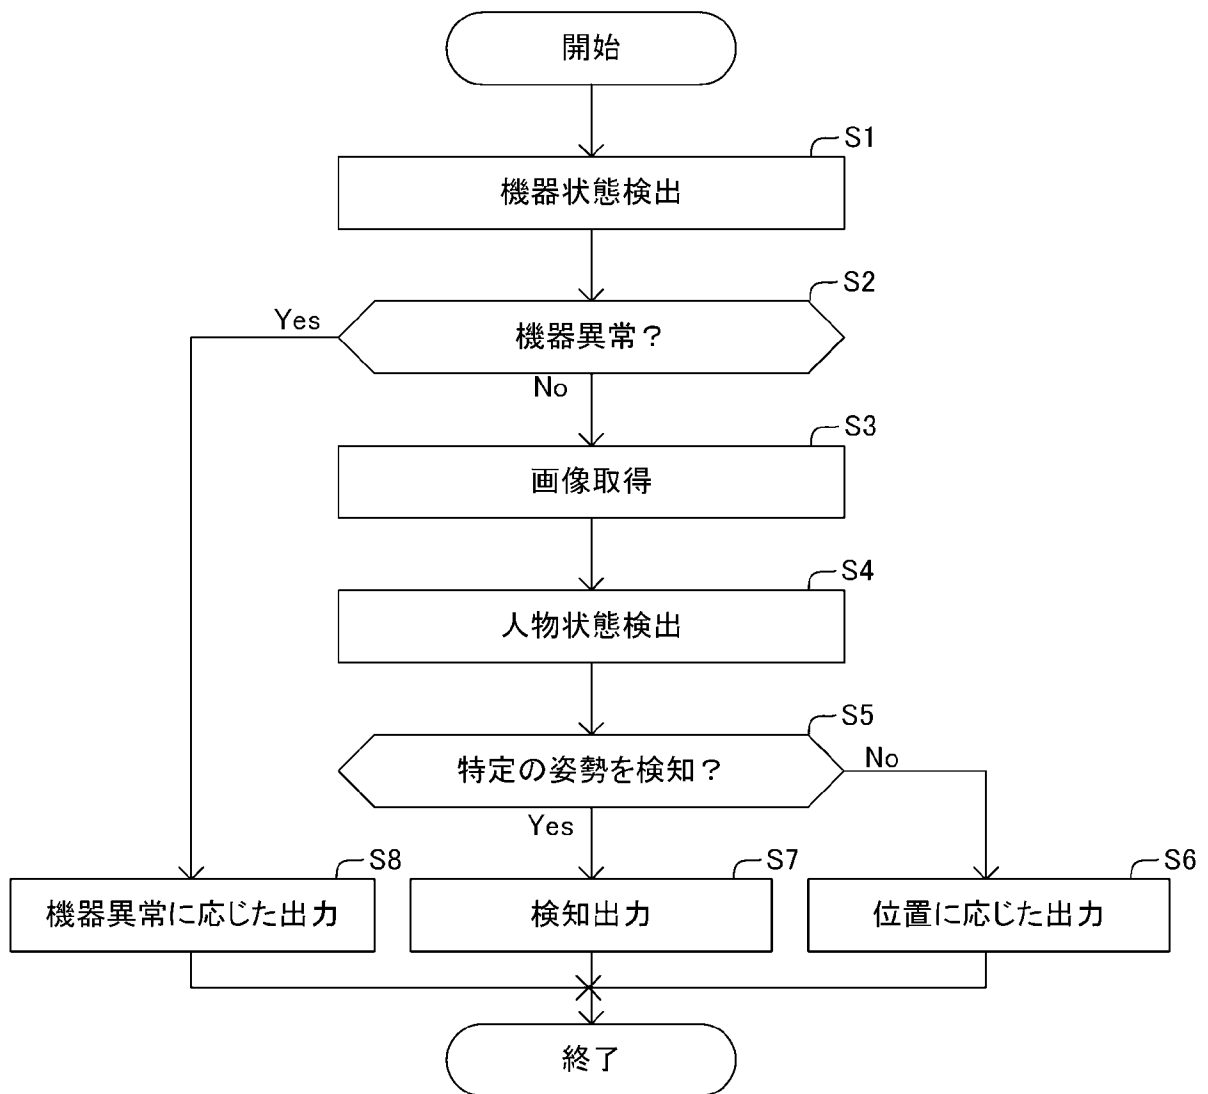 開始
S1
機器状態検出
S2
Yes
機器異常？
No
S3
画像取得
S4
人物状態検出
S5
特定の姿勢を検知？
No
Yes
S8
機器異常に応じた出力
S7
検知出力
S6
位置に応じた出力
終了